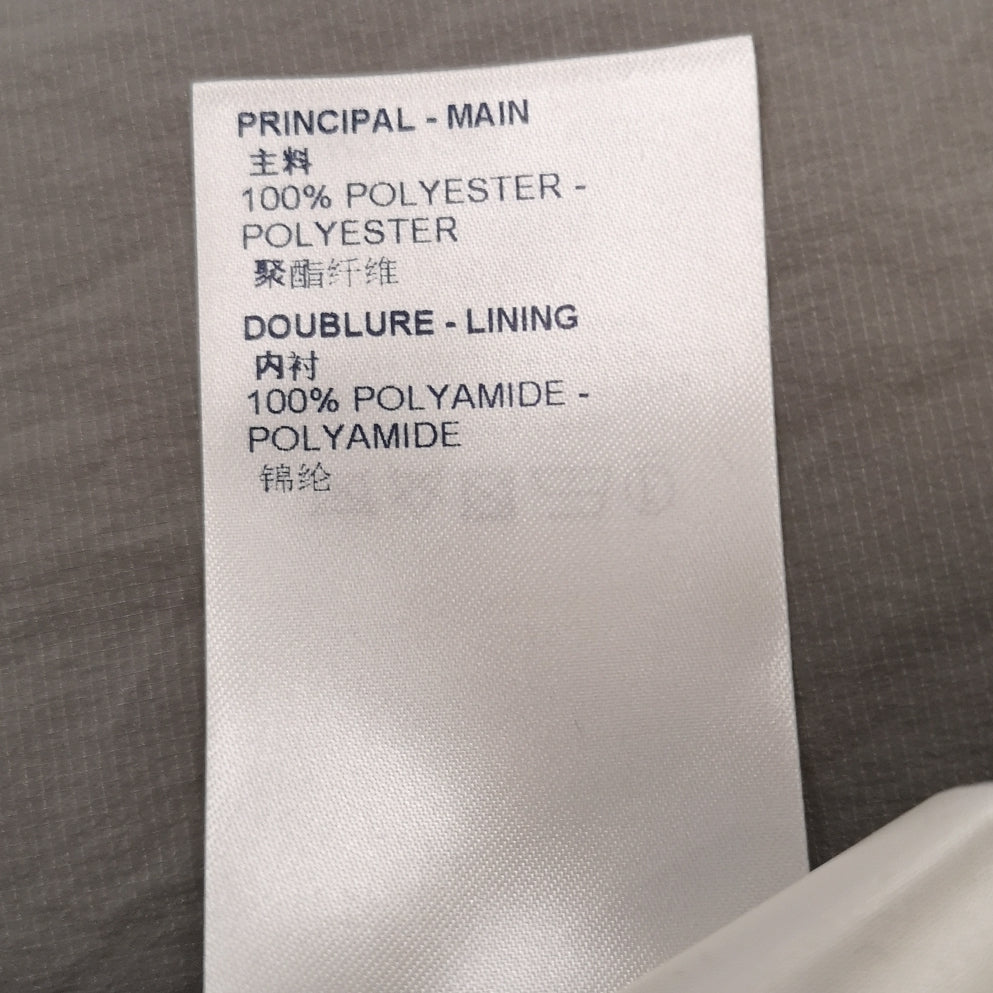 PRINCIPAL - MAIN
主料
100% POLYESTER -
POLYESTER
聚酯纤维
DOUBLURE - LINING
内衬
100% POLYAMIDE -
POLYAMIDE
锦纶